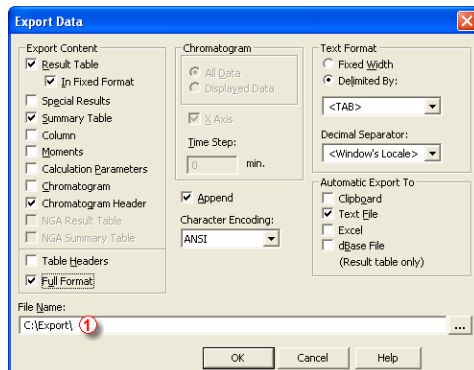 Export Data
Export Content
Result Table
In Fixed Format
Special Results
Summary Table
Column
Moments
Calculation Parameters
Chromatogram
Chromatogram Header
NGA Result Table
NGA Summary Table
Table Headers
Full Format
Chromatogram
All Data
Displayed Data
X Axis
Time Step:
0 min.
Append
Character Encoding:
ANSI
Text Format
Fixed Width
Delimited By:
<TAB>
Decimal Separator:
<Window's Locale>
Automatic Export To
Clipboard
Text File
Excel
dBase File
(Result table only)
File Name:
C:\Export\ 1
...
OK Cancel Help